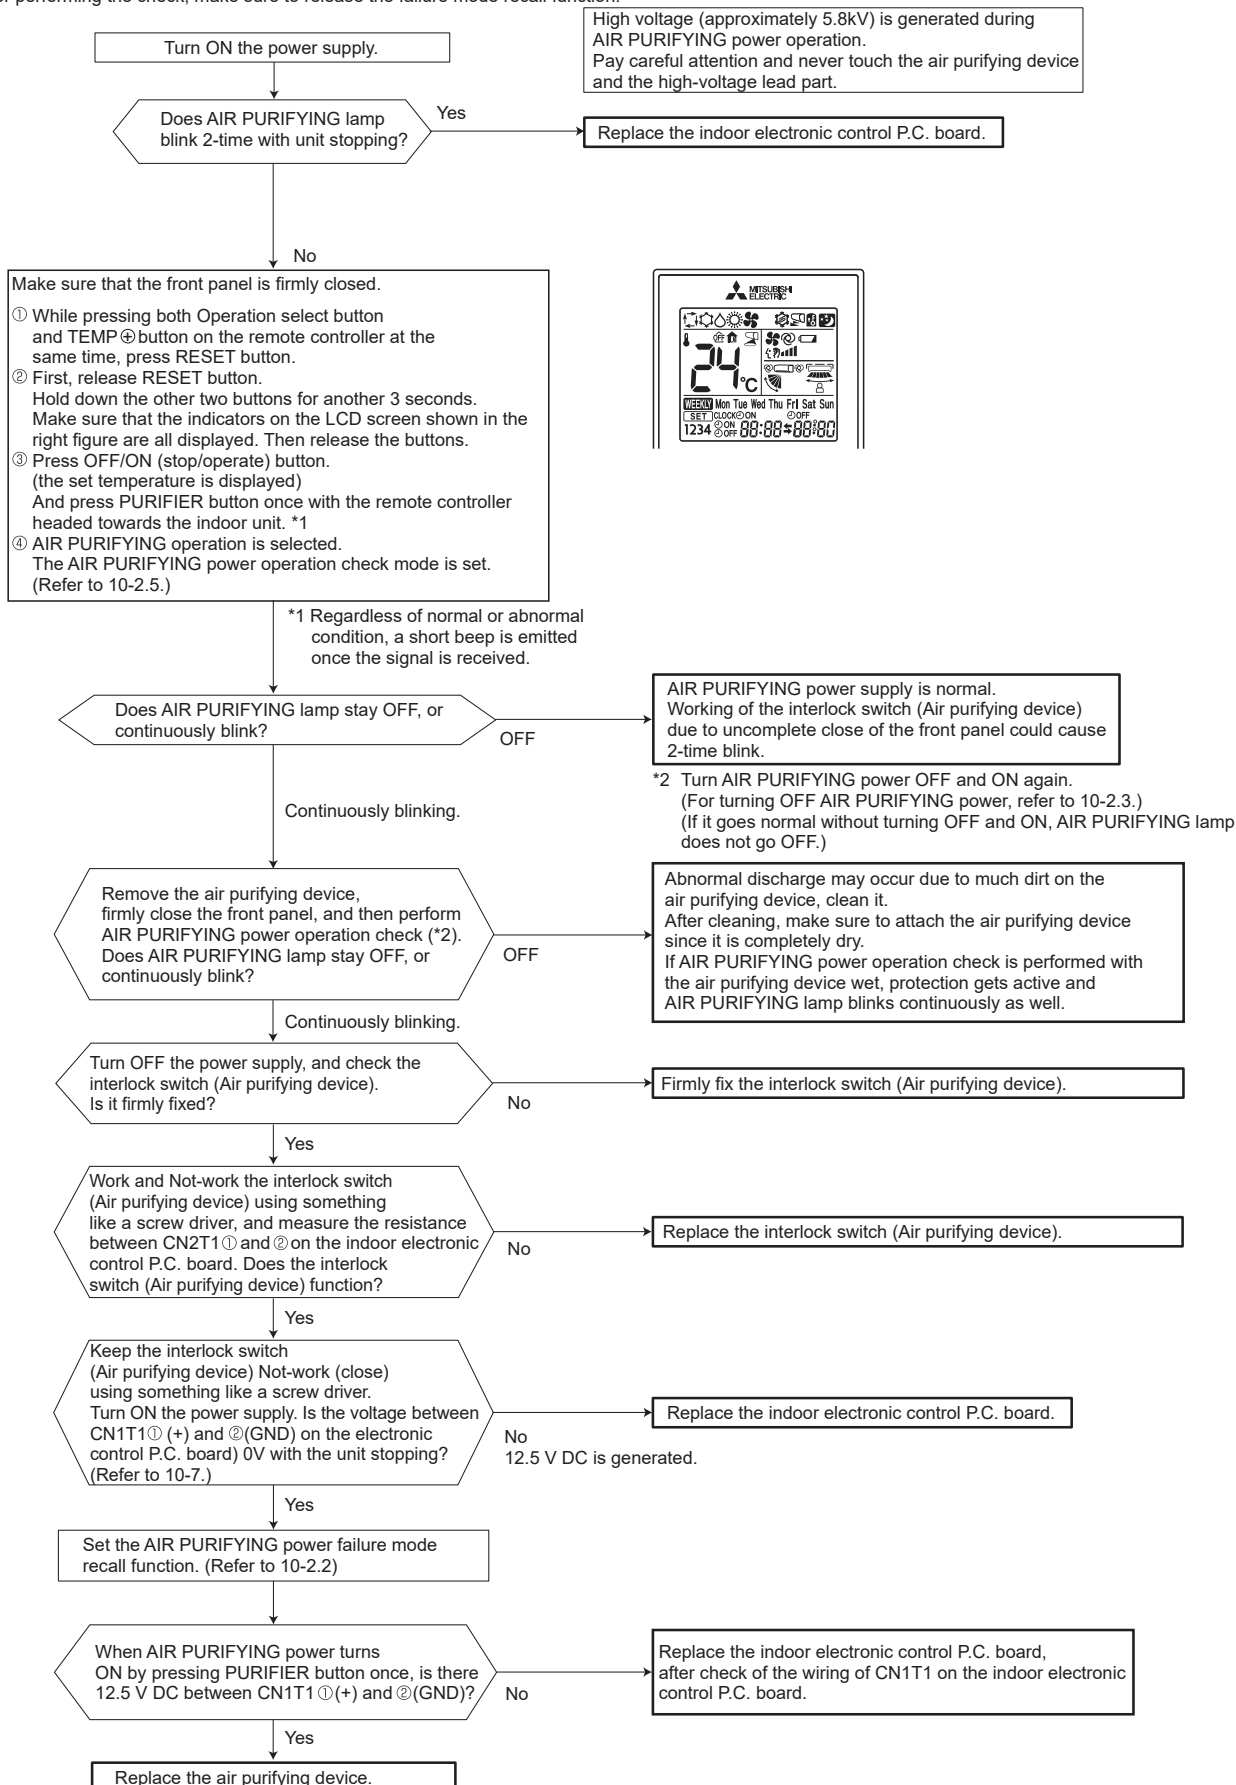 performing the check, make sure to release the failure mode recall function.
High voltage (approximately 5.8kV) is generated during
AIR PURIFYING power operation.
Pay careful attention and never touch the air purifying device
and the high-voltage lead part.
Turn ON the power supply.
Does AIR PURIFYING lamp
blink 2-time with unit stopping?
Yes
Replace the indoor electronic control P.C. board.
No
Make sure that the front panel is firmly closed.
① While pressing both Operation select button
and TEMP ⊕ button on the remote controller at the
same time, press RESET button.
② First, release RESET button.
Hold down the other two buttons for another 3 seconds.
Make sure that the indicators on the LCD screen shown in the
right figure are all displayed. Then release the buttons.
③ Press OFF/ON (stop/operate) button.
(the set temperature is displayed)
And press PURIFIER button once with the remote controller
headed towards the indoor unit. *1
④ AIR PURIFYING operation is selected.
The AIR PURIFYING power operation check mode is set.
(Refer to 10-2.5.)
MITSUBISHI
ELECTRIC
24°C
WEEKLY Mon Tue Wed Thu Fri Sat Sun
SET CLOCK ON OFF
1234 ON OFF 88:88 88:80
*1 Regardless of normal or abnormal
condition, a short beep is emitted
once the signal is received.
Does AIR PURIFYING lamp stay OFF, or
continuously blink?
OFF
AIR PURIFYING power supply is normal.
Working of the interlock switch (Air purifying device)
due to uncomplete close of the front panel could cause
2-time blink.
*2 Turn AIR PURIFYING power OFF and ON again.
(For turning OFF AIR PURIFYING power, refer to 10-2.3.)
(If it goes normal without turning OFF and ON, AIR PURIFYING lamp
does not go OFF.)
Continuously blinking.
Remove the air purifying device,
firmly close the front panel, and then perform
AIR PURIFYING power operation check (*2).
Does AIR PURIFYING lamp stay OFF, or
continuously blink?
OFF
Abnormal discharge may occur due to much dirt on the
air purifying device, clean it.
After cleaning, make sure to attach the air purifying device
since it is completely dry.
If AIR PURIFYING power operation check is performed with
the air purifying device wet, protection gets active and
AIR PURIFYING lamp blinks continuously as well.
Continuously blinking.
Turn OFF the power supply, and check the
interlock switch (Air purifying device).
Is it firmly fixed?
No
Firmly fix the interlock switch (Air purifying device).
Yes
Work and Not-work the interlock switch
(Air purifying device) using something
like a screw driver, and measure the resistance
between CN2T1 ① and ② on the indoor electronic
control P.C. board. Does the interlock
switch (Air purifying device) function?
No
Replace the interlock switch (Air purifying device).
Yes
Keep the interlock switch
(Air purifying device) Not-work (close)
using something like a screw driver.
Turn ON the power supply. Is the voltage between
CN1T1 ① (+) and ②(GND) on the electronic
control P.C. board) 0V with the unit stopping?
(Refer to 10-7.)
No
12.5 V DC is generated.
Replace the indoor electronic control P.C. board.
Yes
Set the AIR PURIFYING power failure mode
recall function. (Refer to 10-2.2)
When AIR PURIFYING power turns
ON by pressing PURIFIER button once, is there
12.5 V DC between CN1T1 ①(+) and ②(GND)?
No
Replace the indoor electronic control P.C. board,
after check of the wiring of CN1T1 on the indoor electronic
control P.C. board.
Yes
Replace the air purifying device.